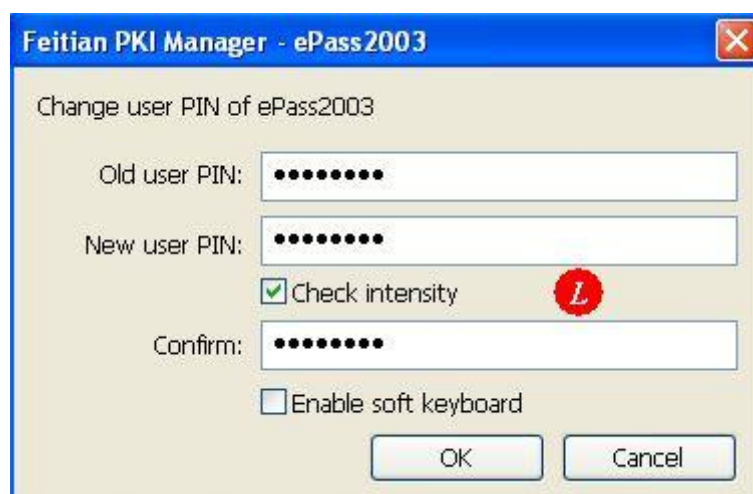 Feitian PKI Manager - ePass2003
Change user PIN of ePass2003
Old user PIN: ●●●●●●●●
New user PIN: ●●●●●●●●
Check intensity L
Confirm: ●●●●●●●●
Enable soft keyboard
OK Cancel